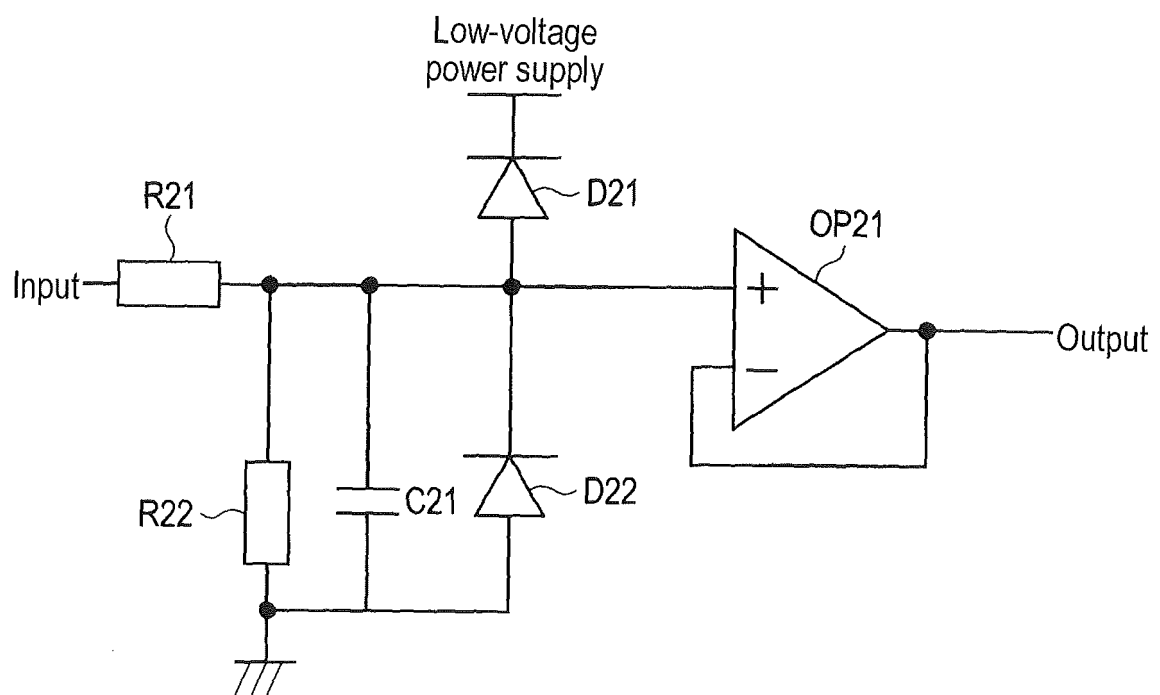 Low-voltage
power supply
D21
R21
OP21
Input
+
−
Output
D22
C21
R22